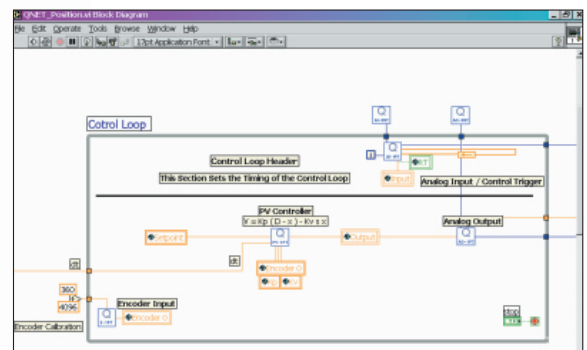 QNET_Position.vi Block Diagram
File Edit Operate Tools Browse Window Help
17pt Application Font
Cotrol Loop
Control Loop Header
This Section Sets the Timing of the Control Loop
1
RT
Input
Analog Input / Control Trigger
PV Controller
V = Kp (D - x) - Kv s x
Analog Output
Setpoint
Output
dt
dt
Encoder 0
Kp
Kv
360
4096
Encoder Input
Encoder 0
Encoder Calibration
stop